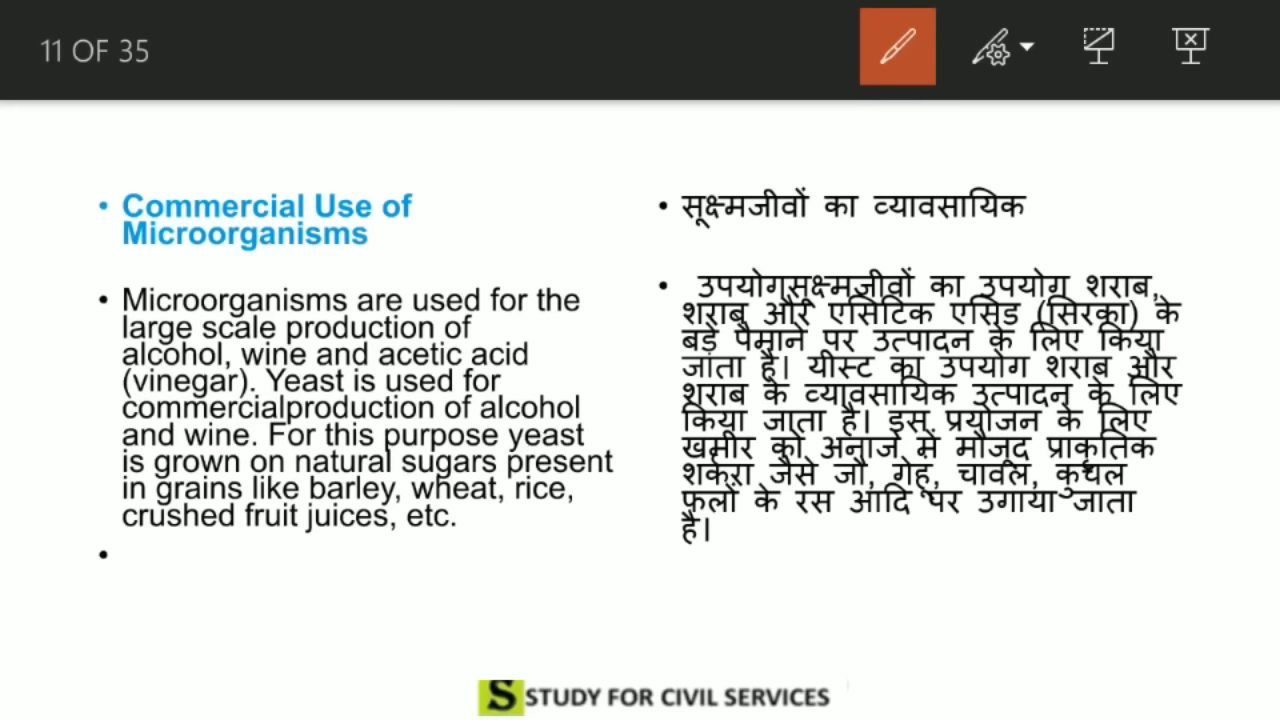 11 OF 35
Commercial Use of
Microorganisms
Microorganisms are used for the
large scale production of
alcohol, wine and acetic acid
(vinegar). Yeast is used for
commercialproduction of alcohol
and wine. For this purpose yeast
is grown on natural sugars present
in grains like barley, wheat, rice,
crushed fruit juices, etc.
सूक्ष्मजीवों का व्यावसायिक
उपयोगसूक्ष्मजीवों का उपयोग शराब,
शराब और एसिटिक एसिड (सिरका) के
बड़े पैमाने पर उत्पादन के लिए किया
जाता है। यीस्ट का उपयोग शराब और
शराब के व्यावसायिक उत्पादन के लिए
किया जाता है। इस प्रयोजन के लिए
खमीर को अनाज में मौजूद प्राकृतिक
शर्करा जैसे जौ, गेहूं, चावल, कुचल
फलों के रस आदि पर उगाया जाता
है।
S STUDY FOR CIVIL SERVICES